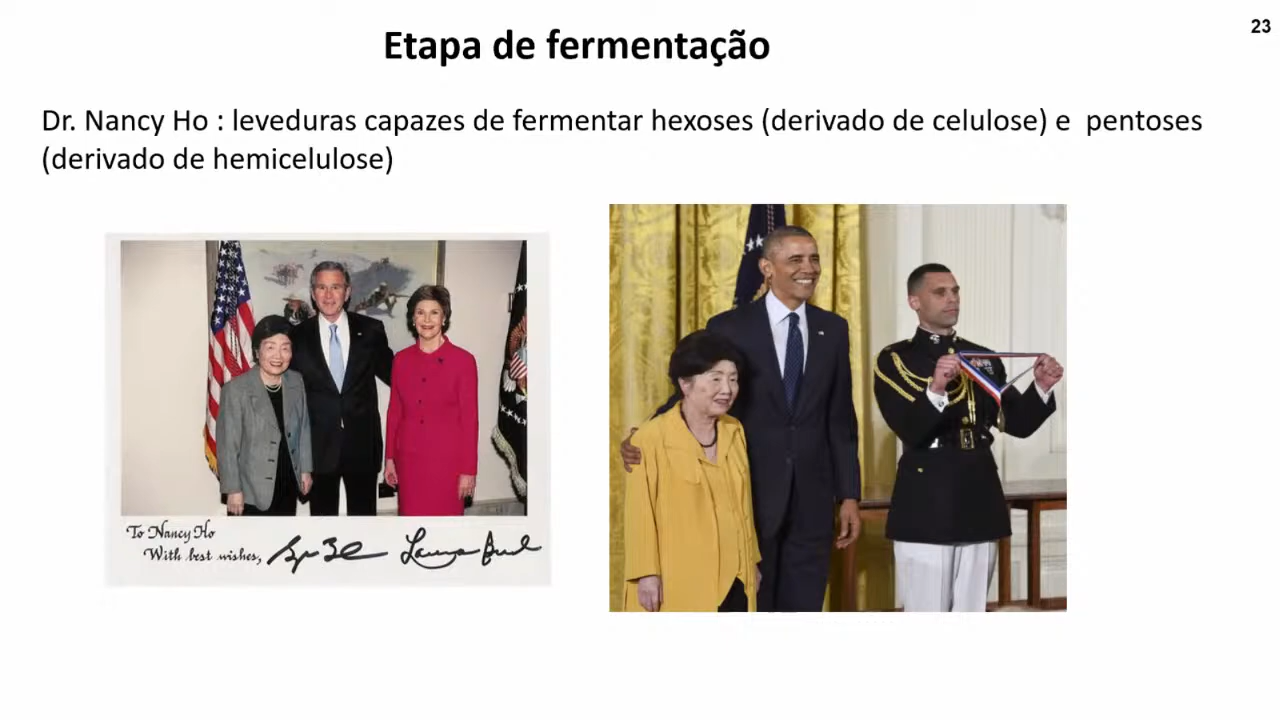 23
Etapa de fermentação
Dr. Nancy Ho : leveduras capazes de fermentar hexoses (derivado de celulose) e pentoses
(derivado de hemicelulose)
To Nancy Ho
With best wishes,